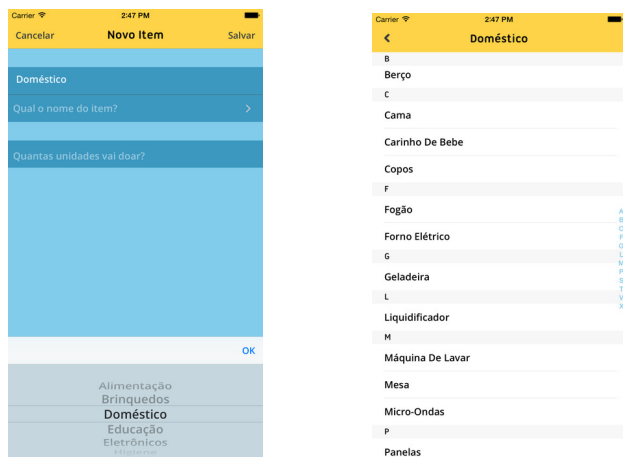 Carrier 2:47 PM
Cancelar Novo Item Salvar
Doméstico
Qual o nome do item?
Quantas unidades vai doar?
OK
Alimentação
Brinquedos
Doméstico
Educação
Eletrônicos
Higiene
Carrier 2:47 PM
Doméstico
B
Berço
C
Cama
Carinho De Bebe
Copos
F
Fogão
Forno Elétrico
G
Geladeira
L
Liquidificador
M
Máquina De Lavar
Mesa
Micro-Ondas
P
Panelas
A
B
C
F
G
L
M
P
S
T
V
X